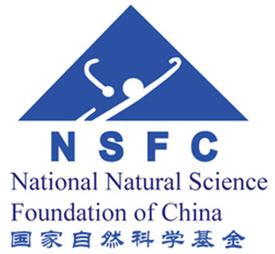 NSFC
National Natural Science
Foundation of China
国家自然科学基金